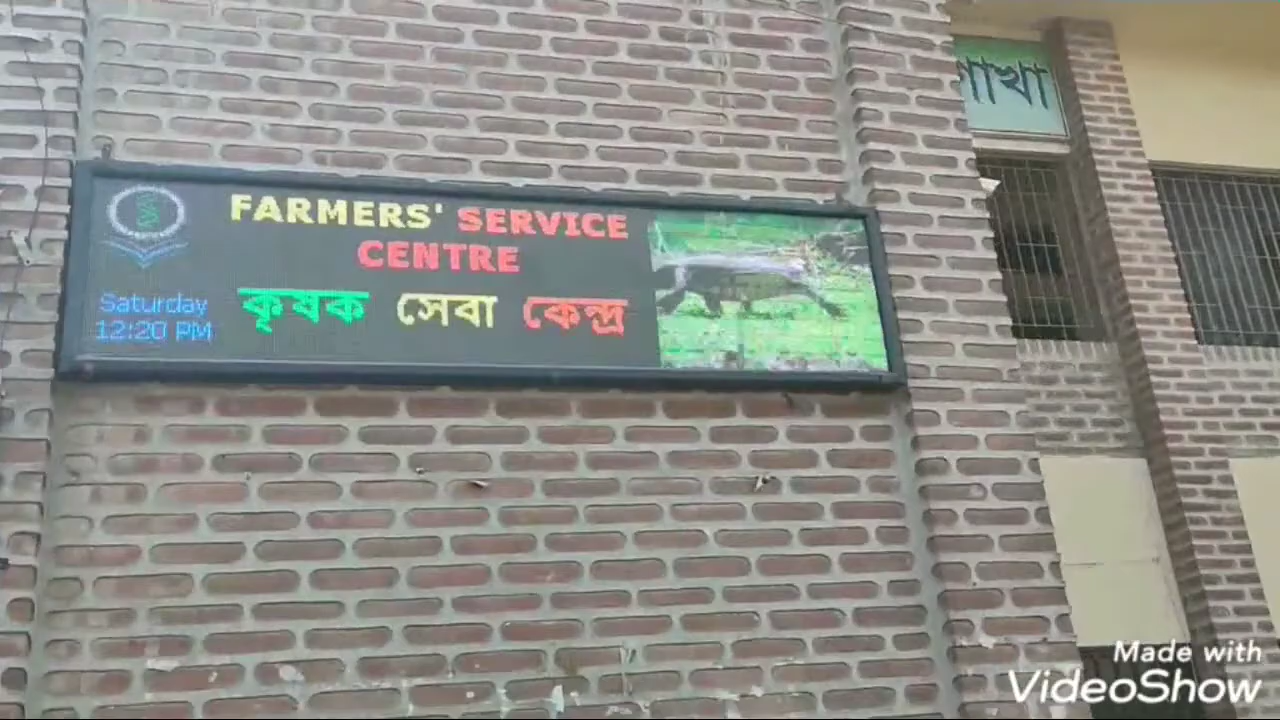 FARMERS' SERVICE
CENTRE
কৃষক সেবা কেন্দ্র
Saturday
12:20 PM
শাখা
Made with
VideoShow